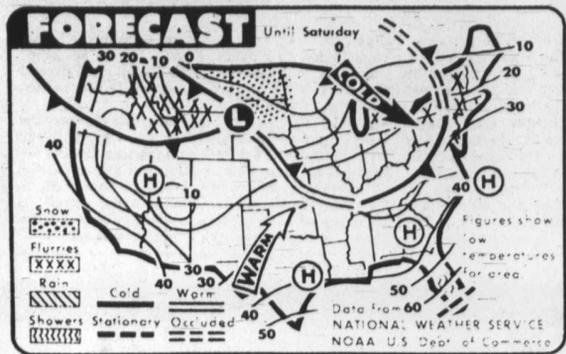 FORECAST
Until Saturday
30 20 10 0
0
10
20
30
COLD
L
40
H
10
40 H
H
H
WARM
Snow
Flurries
Rain
Showers
Cold
Warm
Stationary
Occluded
30
30
40
40
50
50
60
Figures show
low
temperatures
for area.
Data from
NATIONAL WEATHER SERVICE
NOAA U.S. Dept. of Commerce